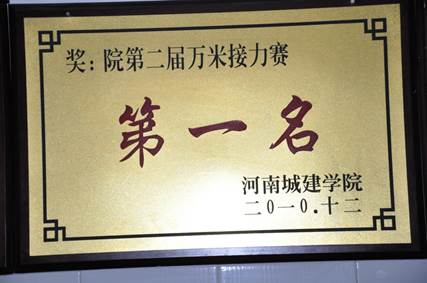 奖：院第二届万米接力赛
第一名
河南城建学院
二0一0.十二